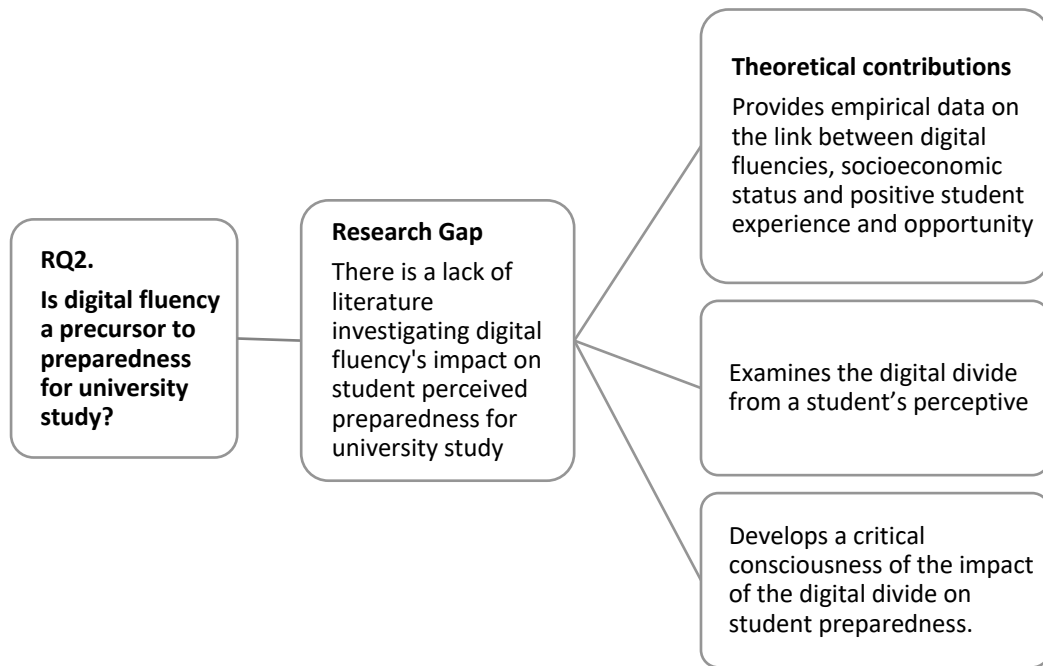 RQ2.
Is digital fluency
a precursor to
preparedness
for university
study?
Research Gap
There is a lack of
literature
investigating digital
fluency's impact on
student perceived
preparedness for
university study
Theoretical contributions
Provides empirical data on
the link between digital
fluencies, socioeconomic
status and positive student
experience and opportunity
Examines the digital divide
from a student’s perceptive
Develops a critical
consciousness of the impact
of the digital divide on
student preparedness.